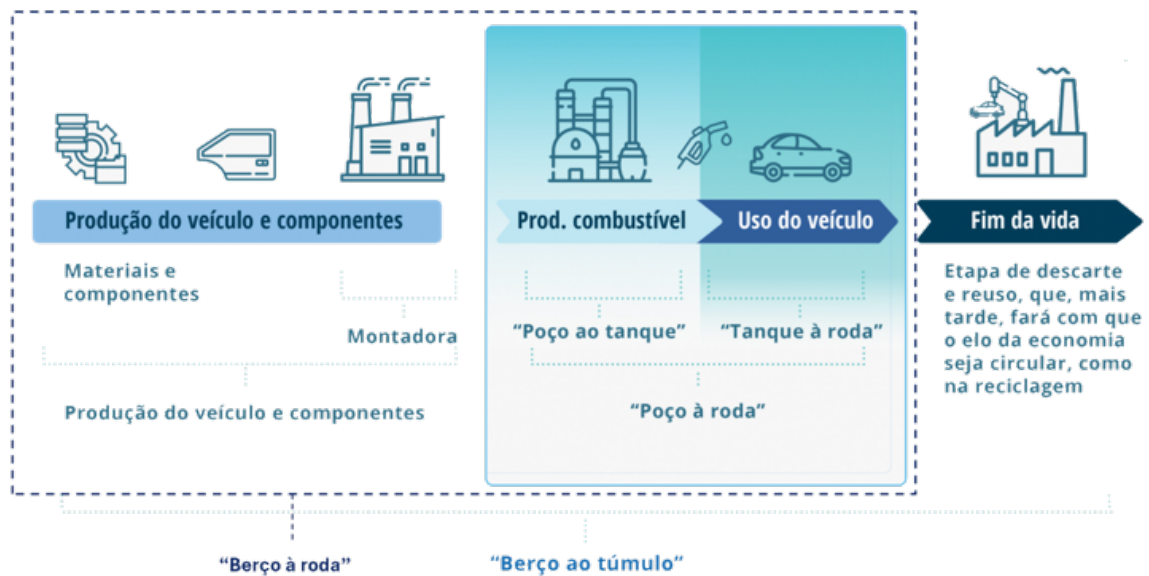 Produção do veículo e componentes
Prod. combustível
Uso do veículo
Fim da vida
Materiais e
componentes
Montadora
Produção do veículo e componentes
“Poço ao tanque”
“Tanque à roda”
“Poço à roda”
Etapa de descarte
e reuso, que, mais
tarde, fará com que
o elo da economia
seja circular, como
na reciclagem
“Berço à roda”
“Berço ao túmulo”